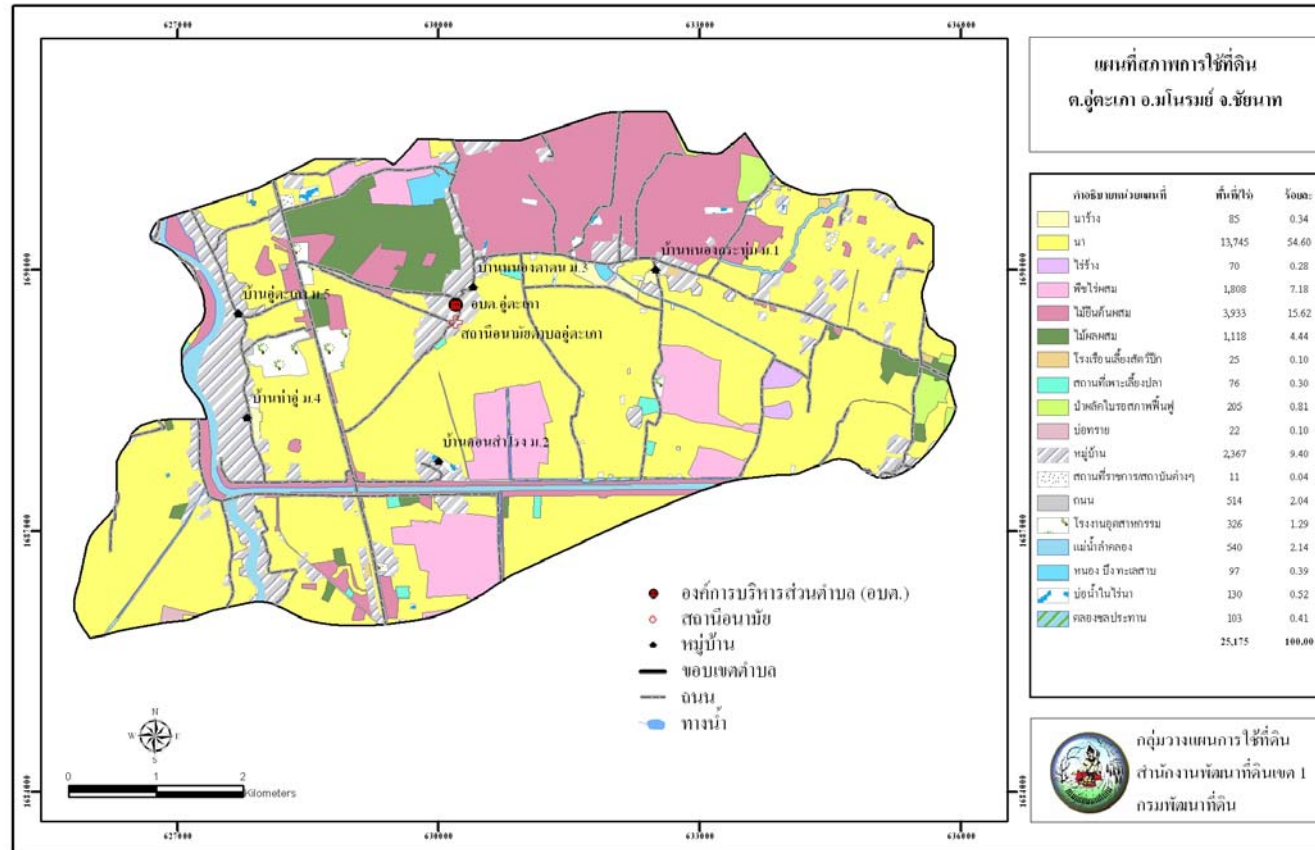 627000 630000 633000 636000
แผนที่สภาพการใช้ที่ดิน
ต.อู่ตะเภา อ.มโนรมย์ จ.ชัยนาท
คำอธิบายหน่วยแผนที่ พื้นที่(ไร่) ร้อยละ
นาร้าง 85 0.34
นา 13,745 54.60
ไร่ร้าง 70 0.28
พืชไร่ผสม 1,808 7.18
ไม้ยืนต้นผสม 3,933 15.62
ไม้ผลผสม 1,118 4.44
โรงเรือนเลี้ยงสัตว์ปีก 25 0.10
สถานที่เพาะเลี้ยงปลา 76 0.30
ป่าผลัดใบรอสภาพฟื้นฟู 205 0.81
บ่อทราย 22 0.10
หมู่บ้าน 2,367 9.40
สถานที่ราชการ/สถาบันต่างๆ 11 0.04
ถนน 514 2.04
โรงงานอุตสาหกรรม 326 1.29
แม่น้ำลำคลอง 540 2.14
หนอง บึง ทะเลสาบ 97 0.39
บ่อน้ำในไร่นา 130 0.52
คลองชลประทาน 103 0.41
25,175 100.00
1690000
1690000
บ้านหนองกระทุ่ม ม.1
บ้านหนองตาตน ม.3
บ้านอู่ตะเภา ม.5
อบต.อู่ตะเภา
สถานีอนามัยตำบลอู่ตะเภา
บ้านท่าอู่ ม.4
บ้านดอนสำโรง ม.2
1687000
1687000
องค์การบริหารส่วนตำบล (อบต.)
สถานีอนามัย
หมู่บ้าน
ขอบเขตตำบล
ถนน
ทางน้ำ
N
W E
S
0 1 2
Kilometers
1684000
1684000
627000 630000 633000 636000
กลุ่มวางแผนการใช้ที่ดิน
สำนักงานพัฒนาที่ดินเขต 1
กรมพัฒนาที่ดิน